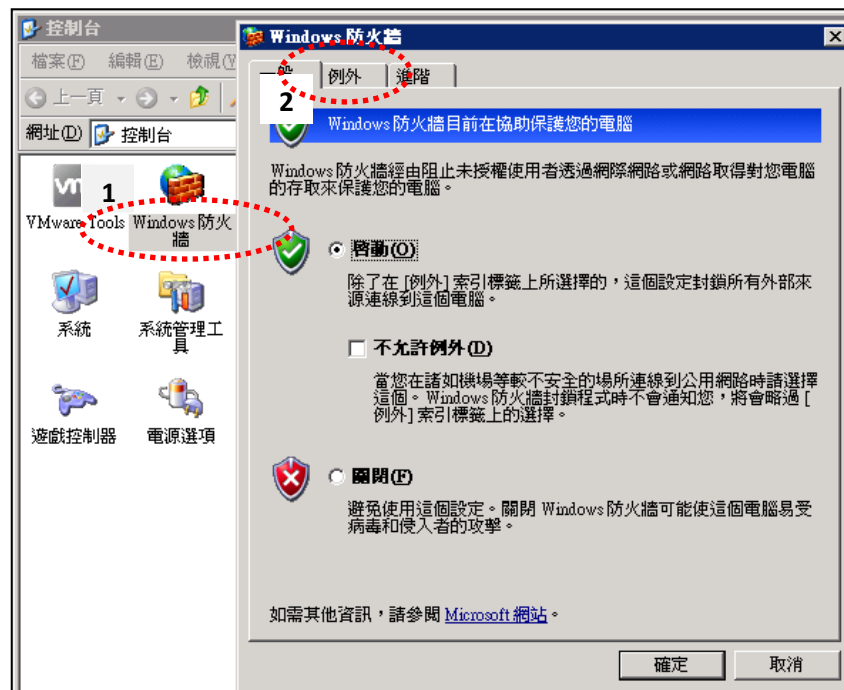 控制台
檔案(F) 編輯(E) 檢視(V
上一頁
網址(D) 控制台
VMware Tools
1
Windows 防火
牆
系統
系統管理工
具
遊戲控制器
電源選項
Windows 防火牆
一般 例外 進階
2
Windows 防火牆目前在協助保護您的電腦
Windows 防火牆經由阻止未授權使用者透過網際網路或網路取得對您電腦
的存取來保護您的電腦。
啓動(O)
除了在 [例外] 索引標籤上所選擇的，這個設定封鎖所有外部來
源連線到這個電腦。
不允許例外(D)
當您在諸如機場等較不安全的場所連線到公用網路時請選擇
這個。Windows 防火牆封鎖程式時不會通知您，將會略過 [
例外] 索引標籤上的選擇。
關閉(F)
避免使用這個設定。關閉 Windows 防火牆可能使這個電腦易受
病毒和侵入者的攻擊。
如需其他資訊，請參閱 Microsoft 網站。
確定 取消